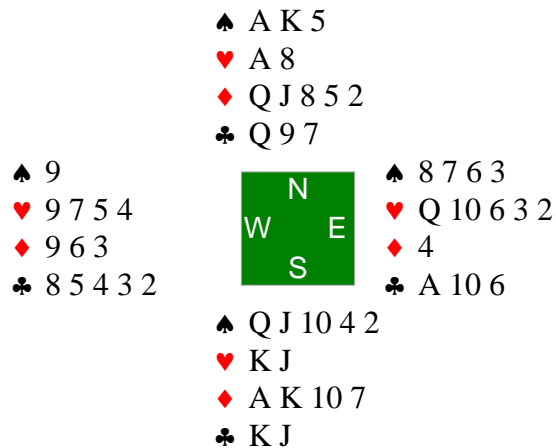 ♠ A K 5
♥ A 8
♦ Q J 8 5 2
♣ Q 9 7
♠ 9
♥ 9 7 5 4
♦ 9 6 3
♣ 8 5 4 3 2
N
W E
S
♠ 8 7 6 3
♥ Q 10 6 3 2
♦ 4
♣ A 10 6
♠ Q J 10 4 2
♥ K J
♦ A K 10 7
♣ K J